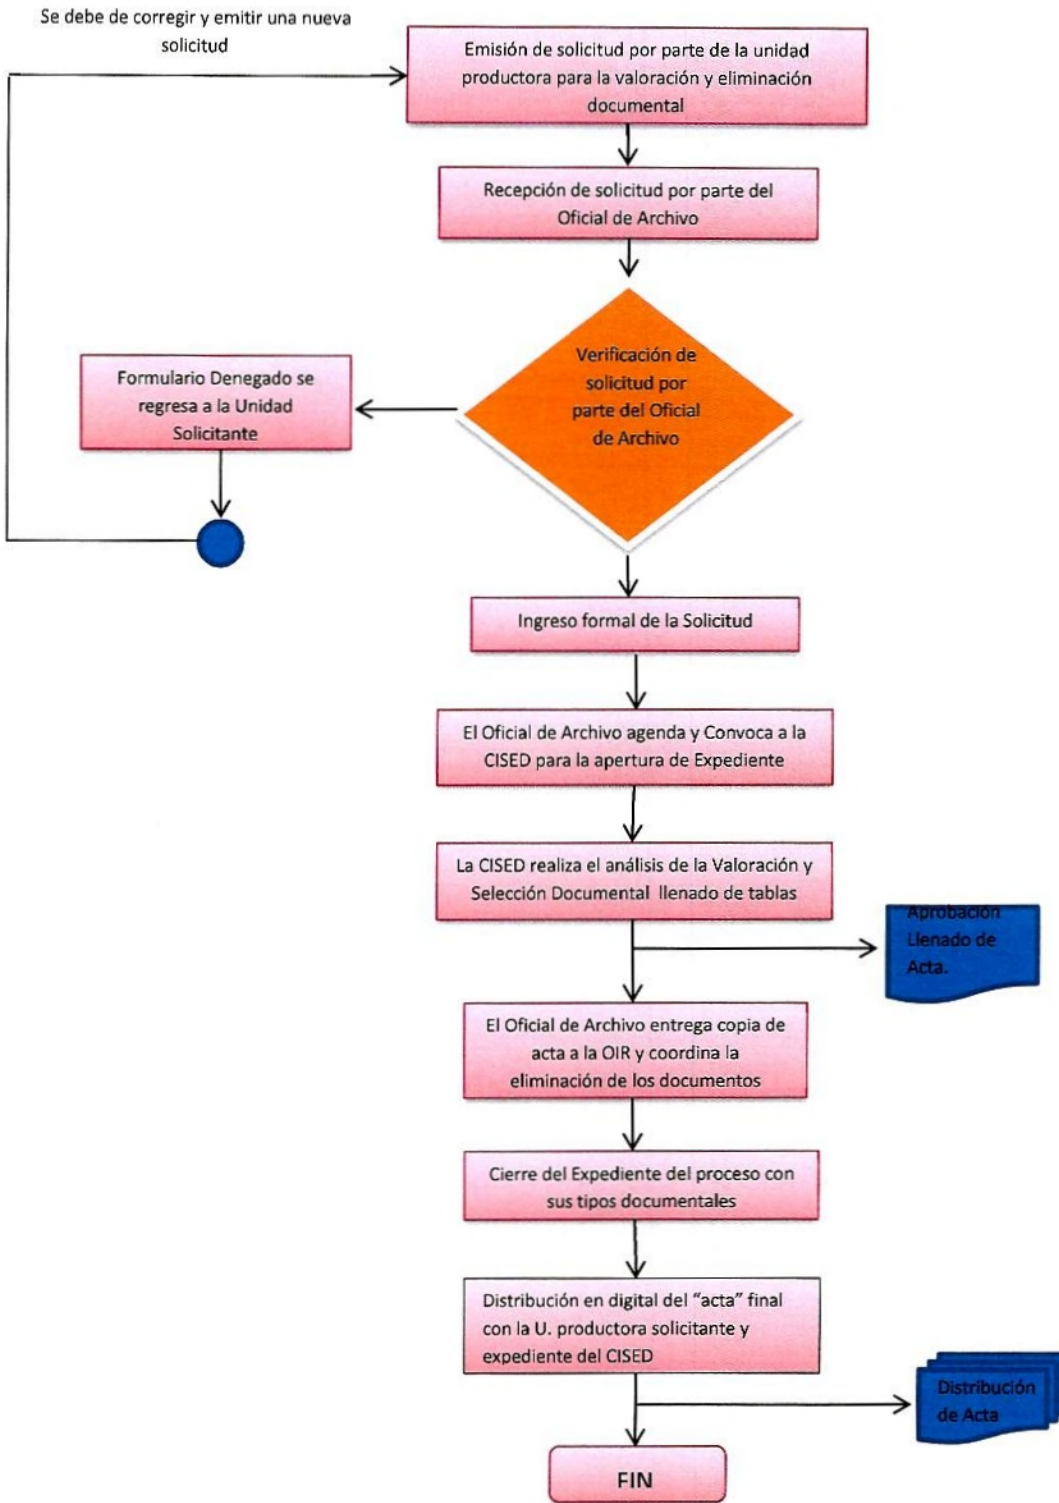 Se debe de corregir y emitir una nueva
solicitud
Emisión de solicitud por parte de la unidad
productora para la valoración y eliminación
documental
Recepción de solicitud por parte del
Oficial de Archivo
Verificación de
solicitud por
parte del Oficial
de Archivo
Formulario Denegado se
regresa a la Unidad
Solicitante
Ingreso formal de la Solicitud
El Oficial de Archivo agenda y Convoca a la
CISED para la apertura de Expediente
La CISED realiza el análisis de la Valoración y
Selección Documental llenado de tablas
Aprobación
Llenado de
Acta.
El Oficial de Archivo entrega copia de
acta a la OIR y coordina la
eliminación de los documentos
Cierre del Expediente del proceso con
sus tipos documentales
Distribución en digital del "acta" final
con la U. productora solicitante y
expediente del CISED
Distribución
de Acta
FIN